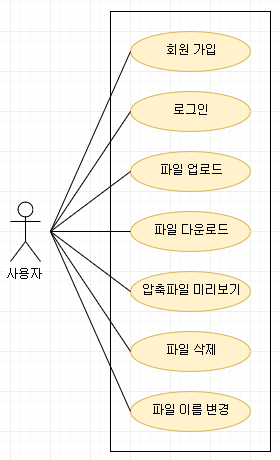 회원 가입
로그인
파일 업로드
파일 다운로드
사용자
압축파일 미리보기
파일 삭제
파일 이름 변경